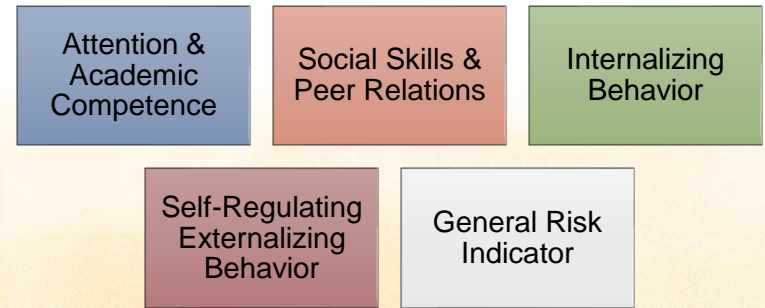 Attention &
Academic
Competence
Social Skills &
Peer Relations
Internalizing
Behavior
Self-Regulating
Externalizing
Behavior
General Risk
Indicator